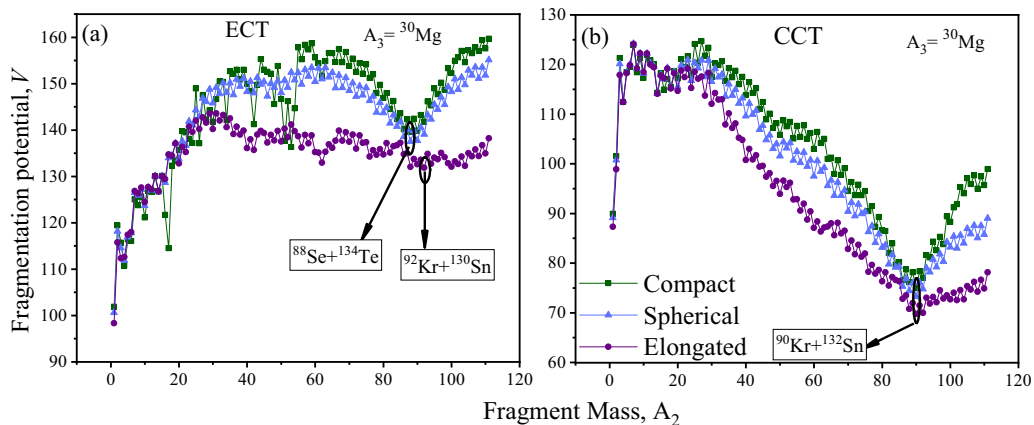 (a) ECT A₃= ³⁰Mg
160
150
140
130
120
110
100
90
0 20 40 60 80 100 120
Fragmentation potential, V
⁸⁸Se+¹³⁴Te
⁹²Kr+¹³⁰Sn
(b) CCT A₃= ³⁰Mg
130
120
110
100
90
80
70
60
0 20 40 60 80 100 120
Compact
Spherical
Elongated
⁹⁰Kr+¹³²Sn
Fragment Mass, A₂